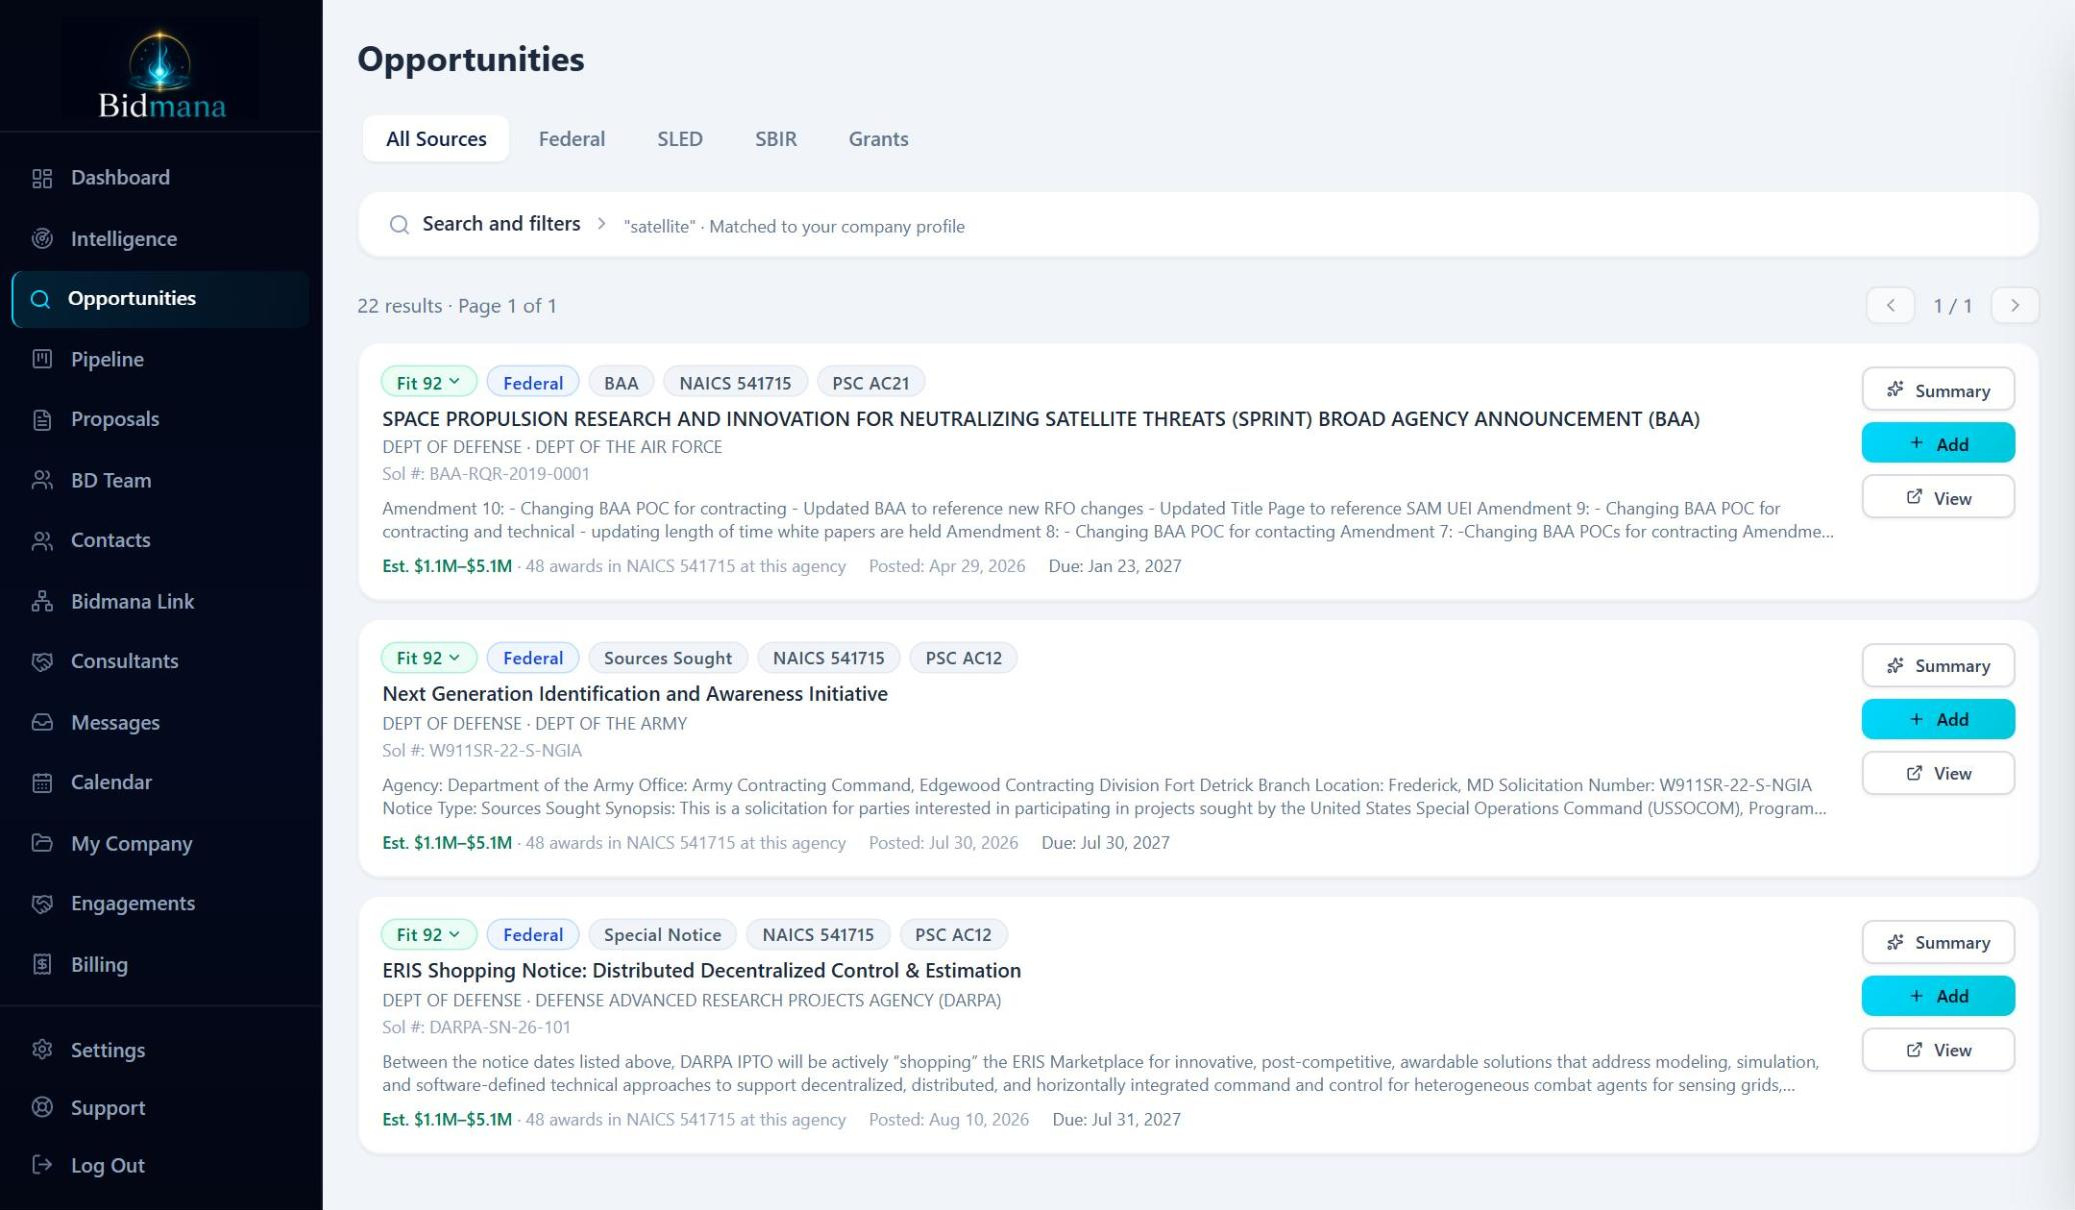 Bidmana
Dashboard
Intelligence
Opportunities
Pipeline
Proposals
BD Team
Contacts
Bidmana Link
Consultants
Messages
Calendar
My Company
Engagements
Billing
Settings
Support
Log Out
Opportunities
All Sources Federal SLED SBIR Grants
Search and filters "satellite" · Matched to your company profile
22 results · Page 1 of 1 1 / 1
Fit 92 Federal BAA NAICS 541715 PSC AC21
SPACE PROPULSION RESEARCH AND INNOVATION FOR NEUTRALIZING SATELLITE THREATS (SPRINT) BROAD AGENCY ANNOUNCEMENT (BAA)
DEPT OF DEFENSE · DEPT OF THE AIR FORCE
Sol #: BAA-RQR-2019-0001
Amendment 10: - Changing BAA POC for contracting - Updated BAA to reference new RFO changes - Updated Title Page to reference SAM UEI Amendment 9: - Changing BAA POC for
contracting and technical - updating length of time white papers are held Amendment 8: - Changing BAA POC for contacting Amendment 7: -Changing BAA POCs for contracting Amendme...
Est. $1.1M–$5.1M · 48 awards in NAICS 541715 at this agency Posted: Apr 29, 2026 Due: Jan 23, 2027
Summary
+ Add
View
Fit 92 Federal Sources Sought NAICS 541715 PSC AC12
Next Generation Identification and Awareness Initiative
DEPT OF DEFENSE · DEPT OF THE ARMY
Sol #: W911SR-22-S-NGIA
Agency: Department of the Army Office: Army Contracting Command, Edgewood Contracting Division Fort Detrick Branch Location: Frederick, MD Solicitation Number: W911SR-22-S-NGIA
Notice Type: Sources Sought Synopsis: This is a solicitation for parties interested in participating in projects sought by the United States Special Operations Command (USSOCOM), Program...
Est. $1.1M–$5.1M · 48 awards in NAICS 541715 at this agency Posted: Jul 30, 2026 Due: Jul 30, 2027
Summary
+ Add
View
Fit 92 Federal Special Notice NAICS 541715 PSC AC12
ERIS Shopping Notice: Distributed Decentralized Control & Estimation
DEPT OF DEFENSE · DEFENSE ADVANCED RESEARCH PROJECTS AGENCY (DARPA)
Sol #: DARPA-SN-26-101
Between the notice dates listed above, DARPA IPTO will be actively “shopping” the ERIS Marketplace for innovative, post-competitive, awardable solutions that address modeling, simulation,
and software-defined technical approaches to support decentralized, distributed, and horizontally integrated command and control for heterogeneous combat agents for sensing grids,...
Est. $1.1M–$5.1M · 48 awards in NAICS 541715 at this agency Posted: Aug 10, 2026 Due: Jul 31, 2027
Summary
+ Add
View